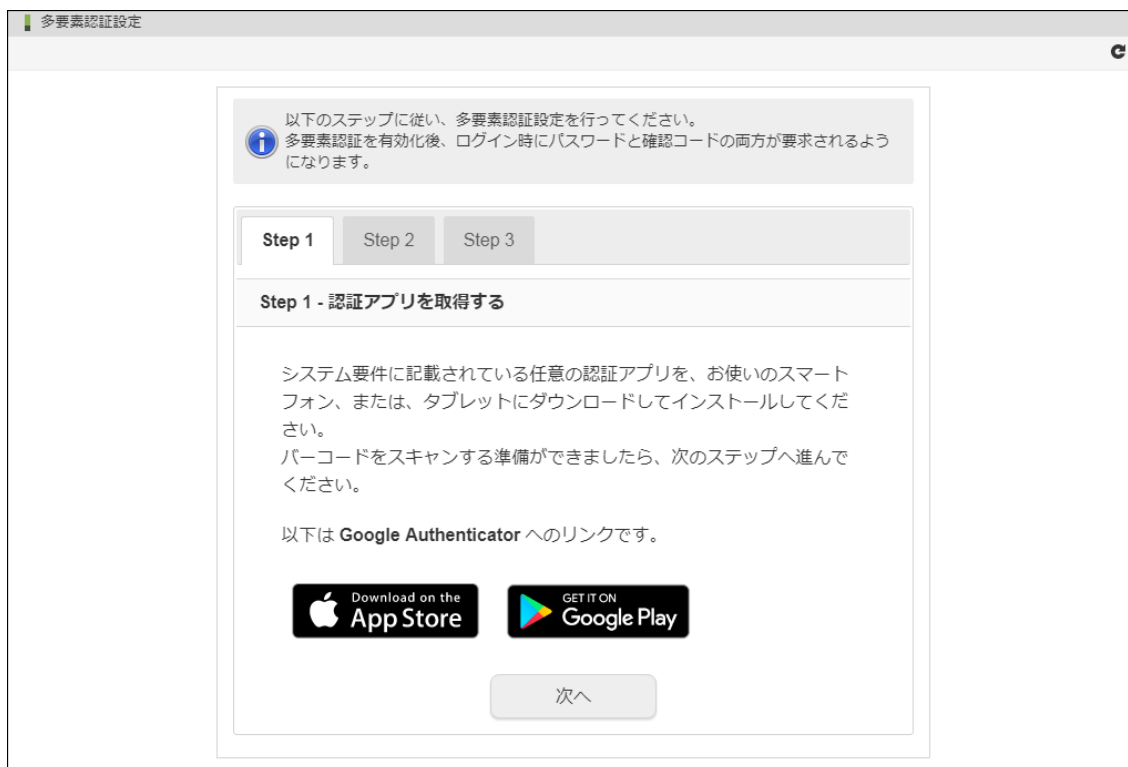 多要素認証設定
以下のステップに従い、多要素認証設定を行ってください。
多要素認証を有効化後、ログイン時にパスワードと確認コードの両方が要求されるよう
になります。
Step 1
Step 2
Step 3
Step 1 - 認証アプリを取得する
システム要件に記載されている任意の認証アプリを、お使いのスマート
フォン、または、タブレットにダウンロードしてインストールしてくだ
さい。
バーコードをスキャンする準備ができましたら、次のステップへ進んで
ください。
以下は Google Authenticator へのリンクです。
Download on the
App Store
GET IT ON
Google Play
次へ